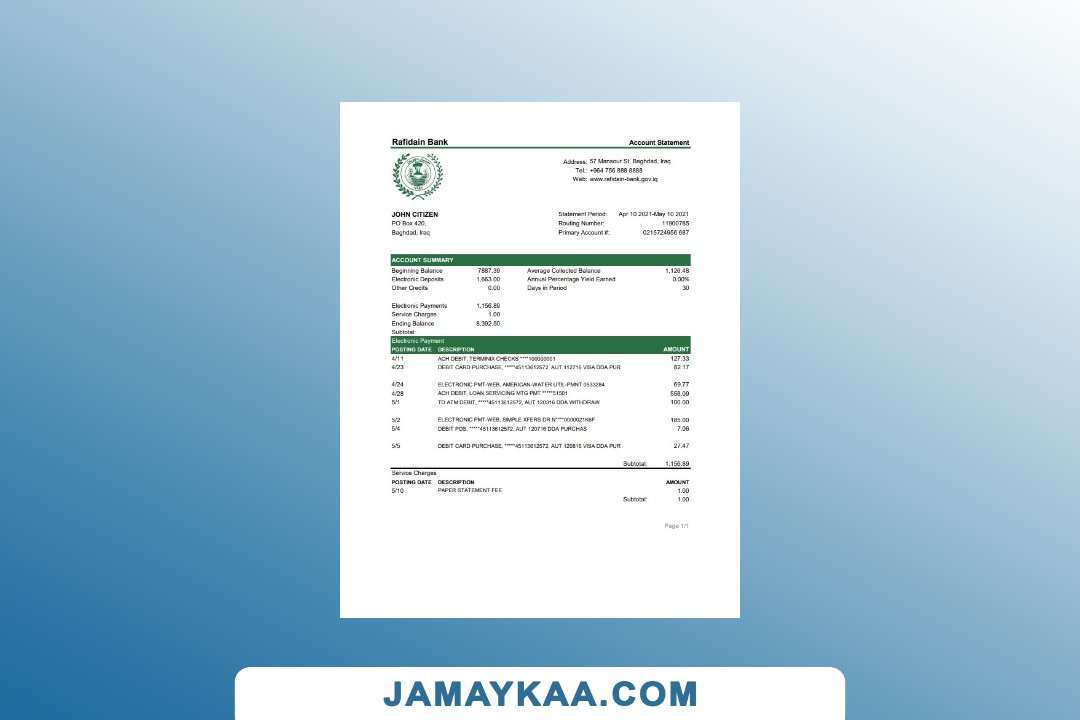 Rafidain Bank Account Statement
Address: 57 Mansour St, Baghdad, Iraq
Tel.: +964 756 888 8888
Web: www.rafidain-bank.gov.iq
JOHN CITIZEN Statement Period: Apr 10 2021-May 10 2021
PO Box 420, Routing Number: 11900785
Baghdad, Iraq Primary Account #: 0215724956 687
ACCOUNT SUMMARY
Beginning Balance 7887.39 Average Collected Balance 1,126.48
Electronic Deposits 1,663.00 Annual Percentage Yield Earned 0.00%
Other Credits 0.00 Days in Period 30
Electronic Payments 1,156.89
Service Charges 1.00
Ending Balance 8,392.50
Subtotal:
Electronic Payment
POSTING DATE DESCRIPTION AMOUNT
4/11 ACH DEBIT, TERMINIX CHECKS ****100000001 127.33
4/23 DEBIT CARD PURCHASE, *****45113612572, AUT 112716 VISA DDA PUR 82.17
4/24 ELECTRONIC PMT-WEB, AMERICAN-WATER UTIL-PMNT 0533284 69.77
4/28 ACH DEBIT, LOAN SERVICING MTG PMT *****51501 558.09
5/1 TD ATM DEBIT, *****45113612572, AUT 120316 DDA WITHDRAW 100.00
5/2 ELECTRONIC PMT-WEB, SIMPLE XFERS DR N****0000021KBF 185.00
5/4 DEBIT POS, *****45113612572, AUT 120716 DDA PURCHAS 7.06
5/5 DEBIT CARD PURCHASE, *****45113612572, AUT 120816 VISA DDA PUR 27.47
Subtotal: 1,156.89
Service Charges
POSTING DATE DESCRIPTION AMOUNT
5/10 PAPER STATEMENT FEE 1.00
Subtotal: 1.00
Page 1/1
JAMAYKAA.COM